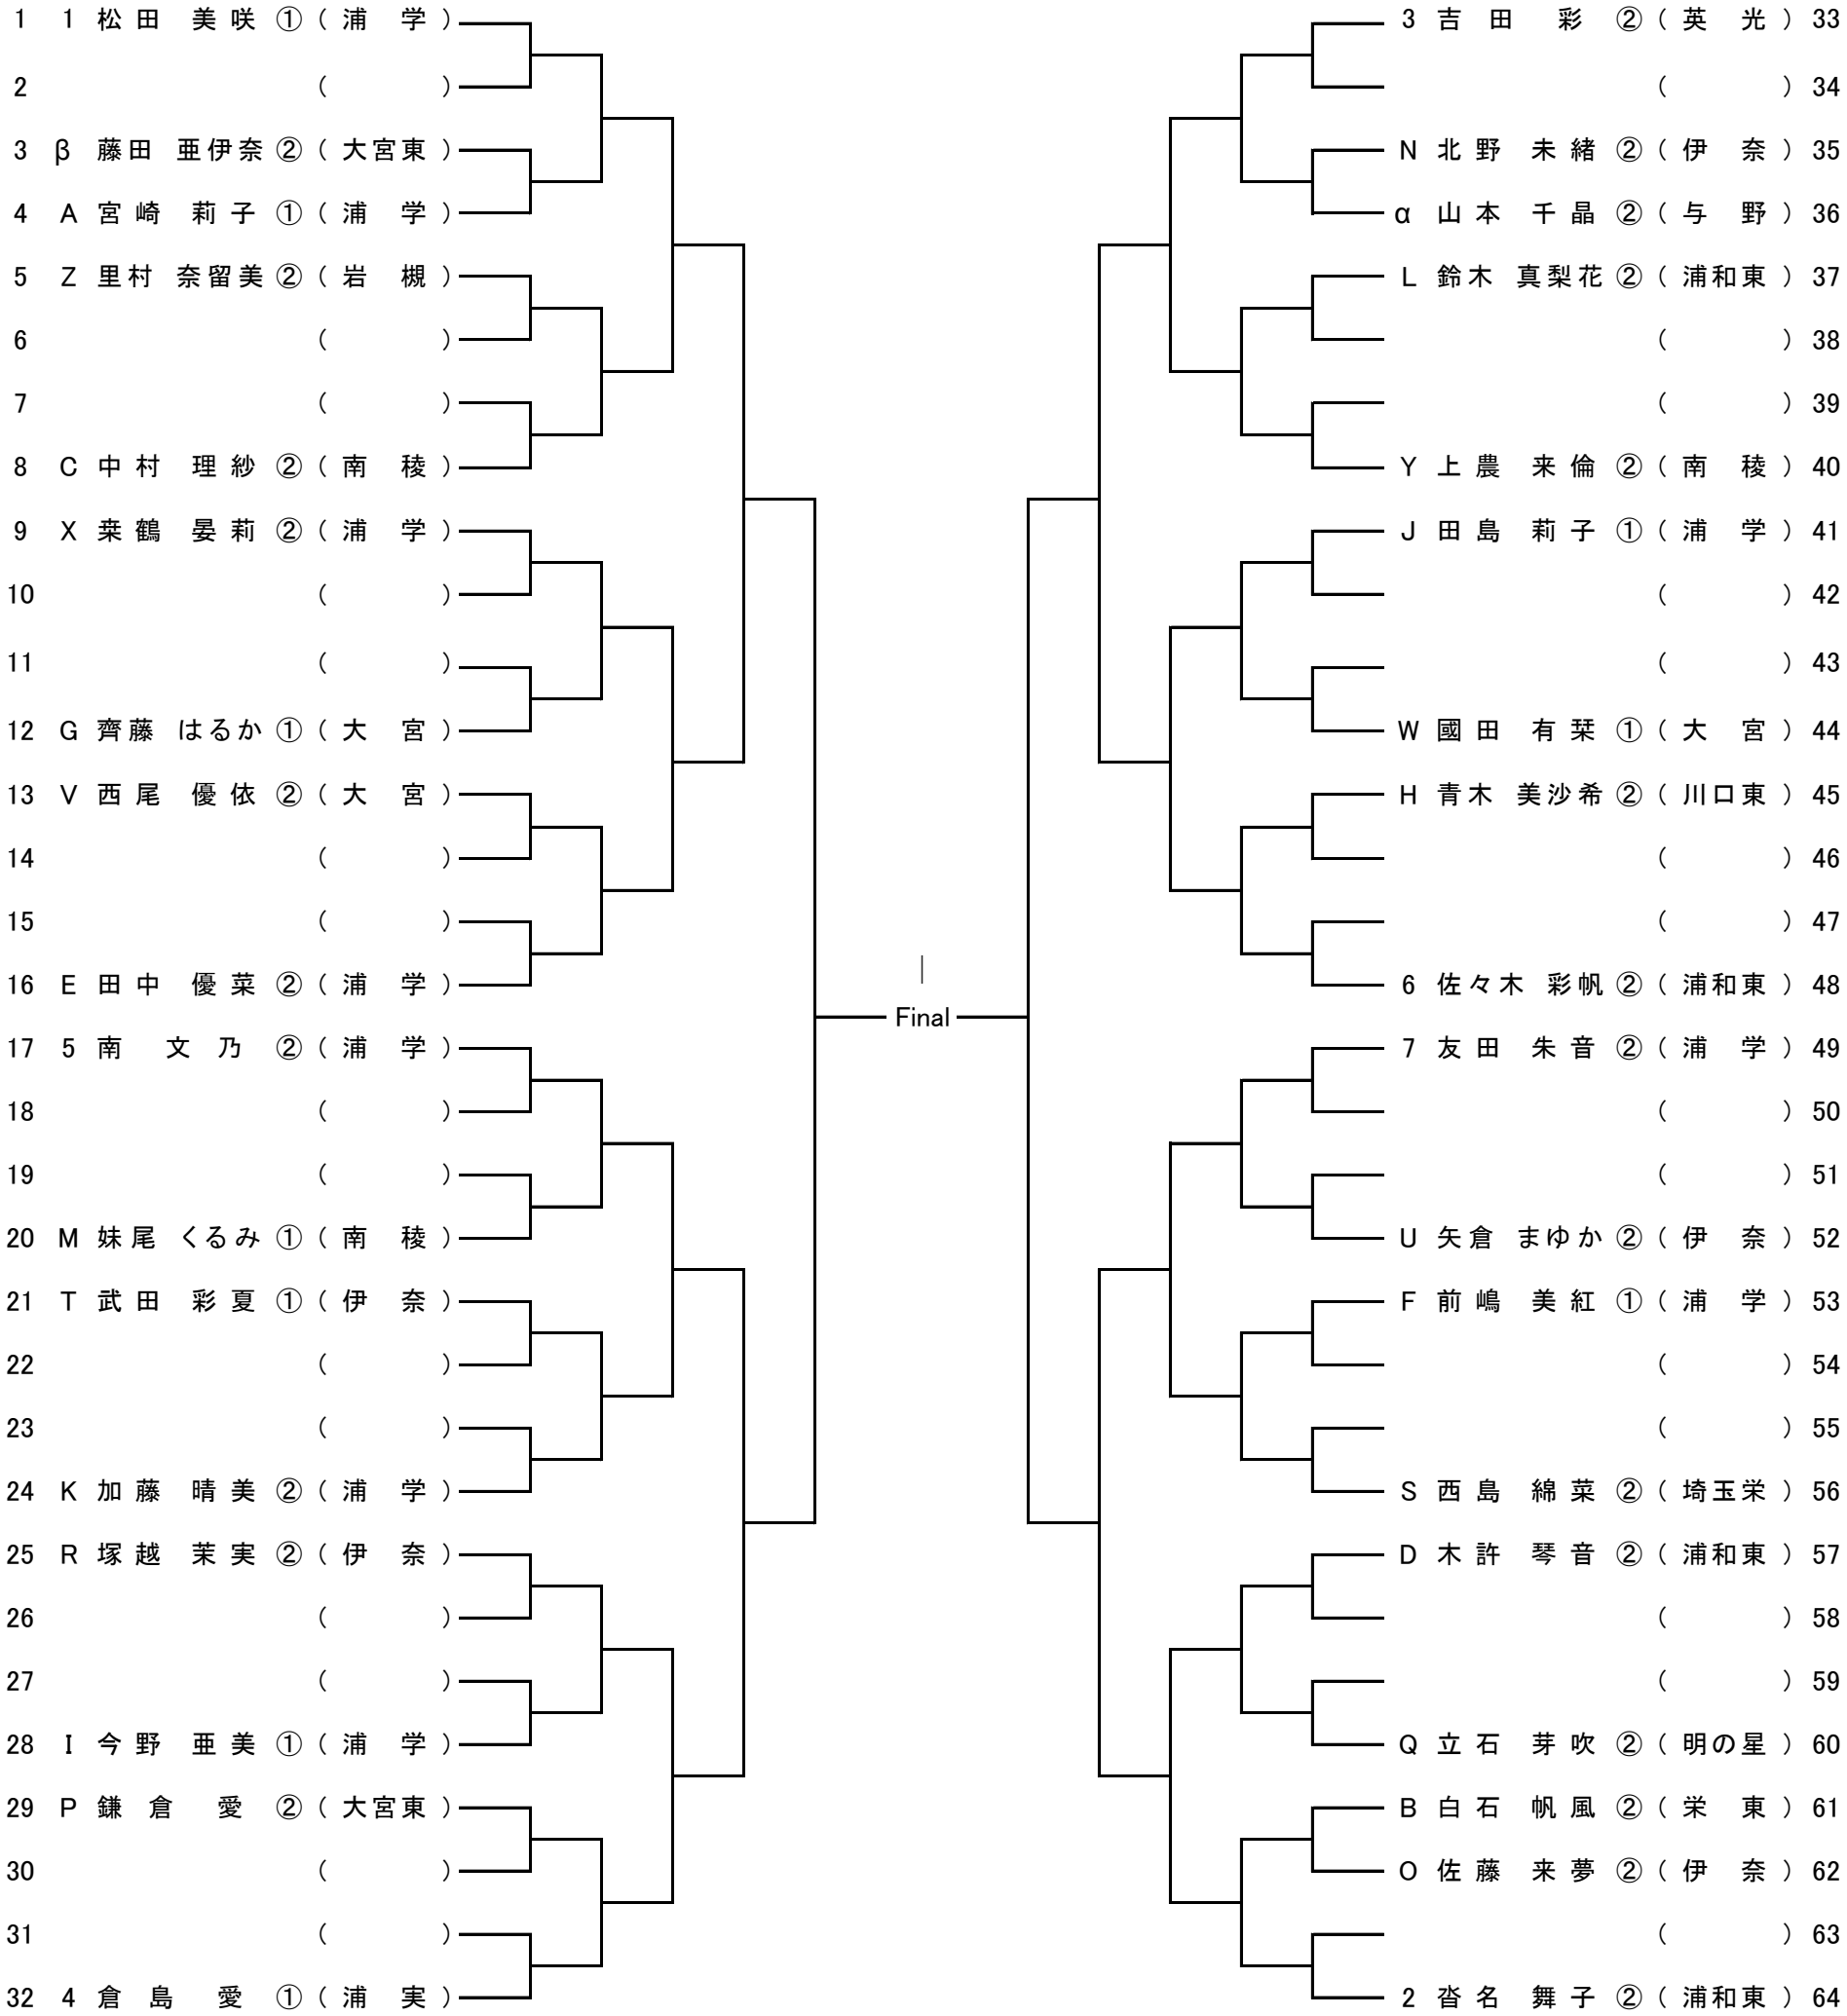 1 1 松田 美咲 ① ( 浦 学 )
2 ( )
3 β 藤田 亜伊奈 ② ( 大宮東 )
4 A 宮崎 莉子 ① ( 浦 学 )
5 Z 里村 奈留美 ② ( 岩 槻 )
6 ( )
7 ( )
8 C 中村 理紗 ② ( 南 稜 )
9 X 桒鶴 晏莉 ② ( 浦 学 )
10 ( )
11 ( )
12 G 齊藤 はるか ① ( 大 宮 )
13 V 西尾 優依 ② ( 大 宮 )
14 ( )
15 ( )
16 E 田中 優菜 ② ( 浦 学 )
17 5 南 文乃 ② ( 浦 学 )
18 ( )
19 ( )
20 M 妹尾 くるみ ① ( 南 稜 )
21 T 武田 彩夏 ① ( 伊 奈 )
22 ( )
23 ( )
24 K 加藤 晴美 ② ( 浦 学 )
25 R 塚越 茉実 ② ( 伊 奈 )
26 ( )
27 ( )
28 I 今野 亜美 ① ( 浦 学 )
29 P 鎌倉 愛 ② ( 大宮東 )
30 ( )
31 ( )
32 4 倉島 愛 ① ( 浦 実 )
Final
3 吉田 彩 ② ( 英 光 ) 33
( ) 34
N 北野 未緒 ② ( 伊 奈 ) 35
α 山本 千晶 ② ( 与 野 ) 36
L 鈴木 真梨花 ② ( 浦和東 ) 37
( ) 38
( ) 39
Y 上農 来倫 ② ( 南 稜 ) 40
J 田島 莉子 ① ( 浦 学 ) 41
( ) 42
( ) 43
W 國田 有栞 ① ( 大 宮 ) 44
H 青木 美沙希 ② ( 川口東 ) 45
( ) 46
( ) 47
6 佐々木 彩帆 ② ( 浦和東 ) 48
7 友田 朱音 ② ( 浦 学 ) 49
( ) 50
( ) 51
U 矢倉 まゆか ② ( 伊 奈 ) 52
F 前嶋 美紅 ① ( 浦 学 ) 53
( ) 54
( ) 55
S 西島 綿菜 ② ( 埼玉栄 ) 56
D 木許 琴音 ② ( 浦和東 ) 57
( ) 58
( ) 59
Q 立石 芽吹 ② ( 明の星 ) 60
B 白石 帆風 ② ( 栄 東 ) 61
O 佐藤 来夢 ② ( 伊 奈 ) 62
( ) 63
2 沓名 舞子 ② ( 浦和東 ) 64